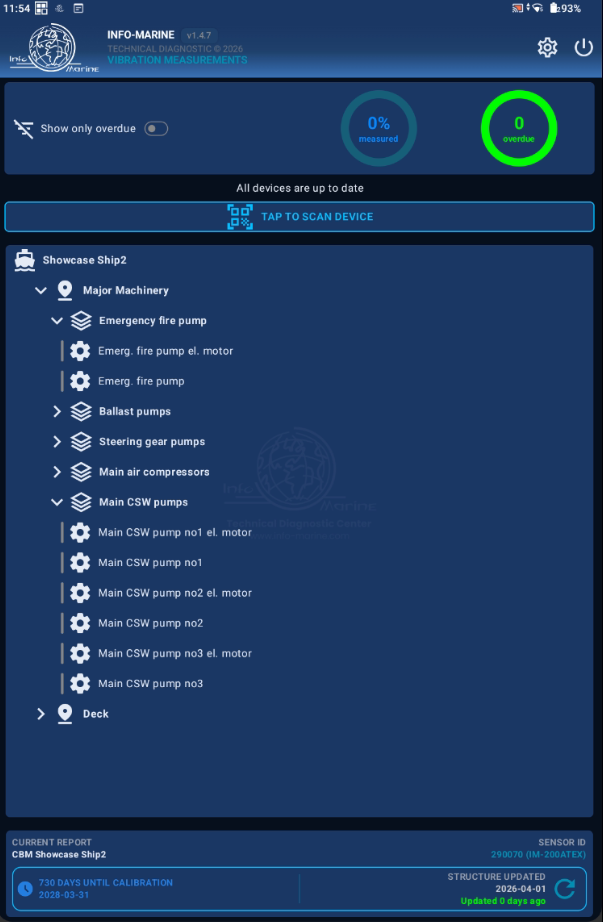 11:54
93%
INFO-MARINE v1.4.7
TECHNICAL DIAGNOSTIC © 2026
VIBRATION MEASUREMENTS
Info Marine
Show only overdue
0%
measured
0
overdue
All devices are up to date
TAP TO SCAN DEVICE
Showcase Ship2
Major Machinery
Emergency fire pump
Emerg. fire pump el. motor
Emerg. fire pump
Ballast pumps
Steering gear pumps
Main air compressors
Main CSW pumps
Info Marine
Technical Diagnostic Center
Main CSW pump no1 el. motor
Main CSW pump no1
Main CSW pump no2 el. motor
Main CSW pump no2
Main CSW pump no3 el. motor
Main CSW pump no3
Deck
CURRENT REPORT
CBM Showcase Ship2
SENSOR ID
290070 (IM-200ATEX)
730 DAYS UNTIL CALIBRATION
2028-03-31
STRUCTURE UPDATED
2026-04-01
Updated 0 days ago